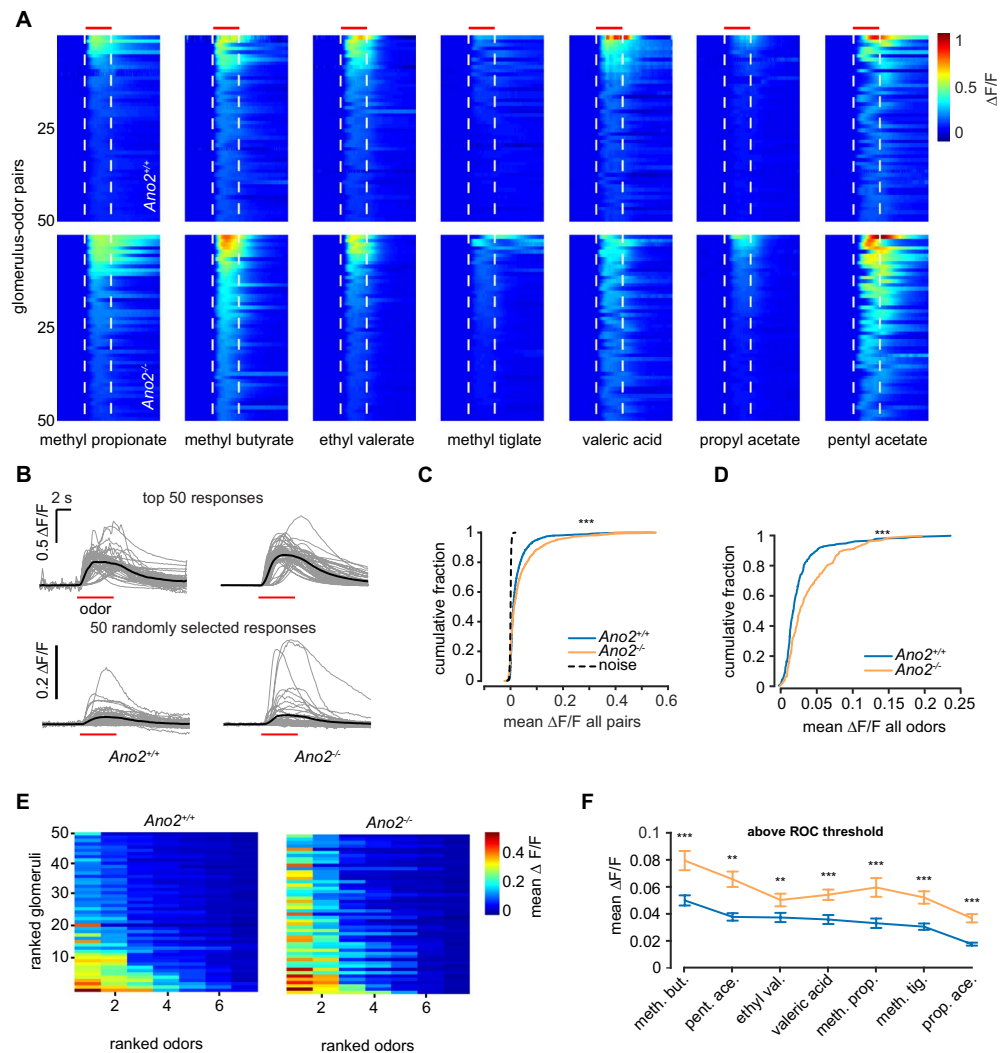 A
1
0.5
0
ΔF/F
glomerulus-odor pairs
25
50
Ano2+/+
25
50
Ano2-/-
methyl propionate
methyl butyrate
ethyl valerate
methyl tiglate
valeric acid
propyl acetate
pentyl acetate
B
2 s
0.5 ΔF/F
top 50 responses
odor
50 randomly selected responses
0.2 ΔF/F
Ano2+/+
Ano2-/-
C
***
cumulative fraction
1
0.8
0.6
0.4
0.2
0
Ano2+/+
Ano2-/-
noise
0
0.2
0.4
0.6
mean ΔF/F all pairs
D
***
cumulative fraction
1
0.8
0.6
0.4
0.2
0
Ano2+/+
Ano2-/-
0
0.05
0.10
0.15
0.20
0.25
mean ΔF/F all odors
E
Ano2+/+
Ano2-/-
ranked glomeruli
50
40
30
20
10
2
4
6
2
4
6
ranked odors
ranked odors
0.4
0.2
0
mean Δ F/F
F
above ROC threshold
mean ΔF/F
0.1
0.08
0.06
0.04
0.02
0
***
**
**
***
***
***
***
meth. but.
pent. ace.
ethyl val.
valeric acid
meth. prop.
meth. tig.
prop. ace.